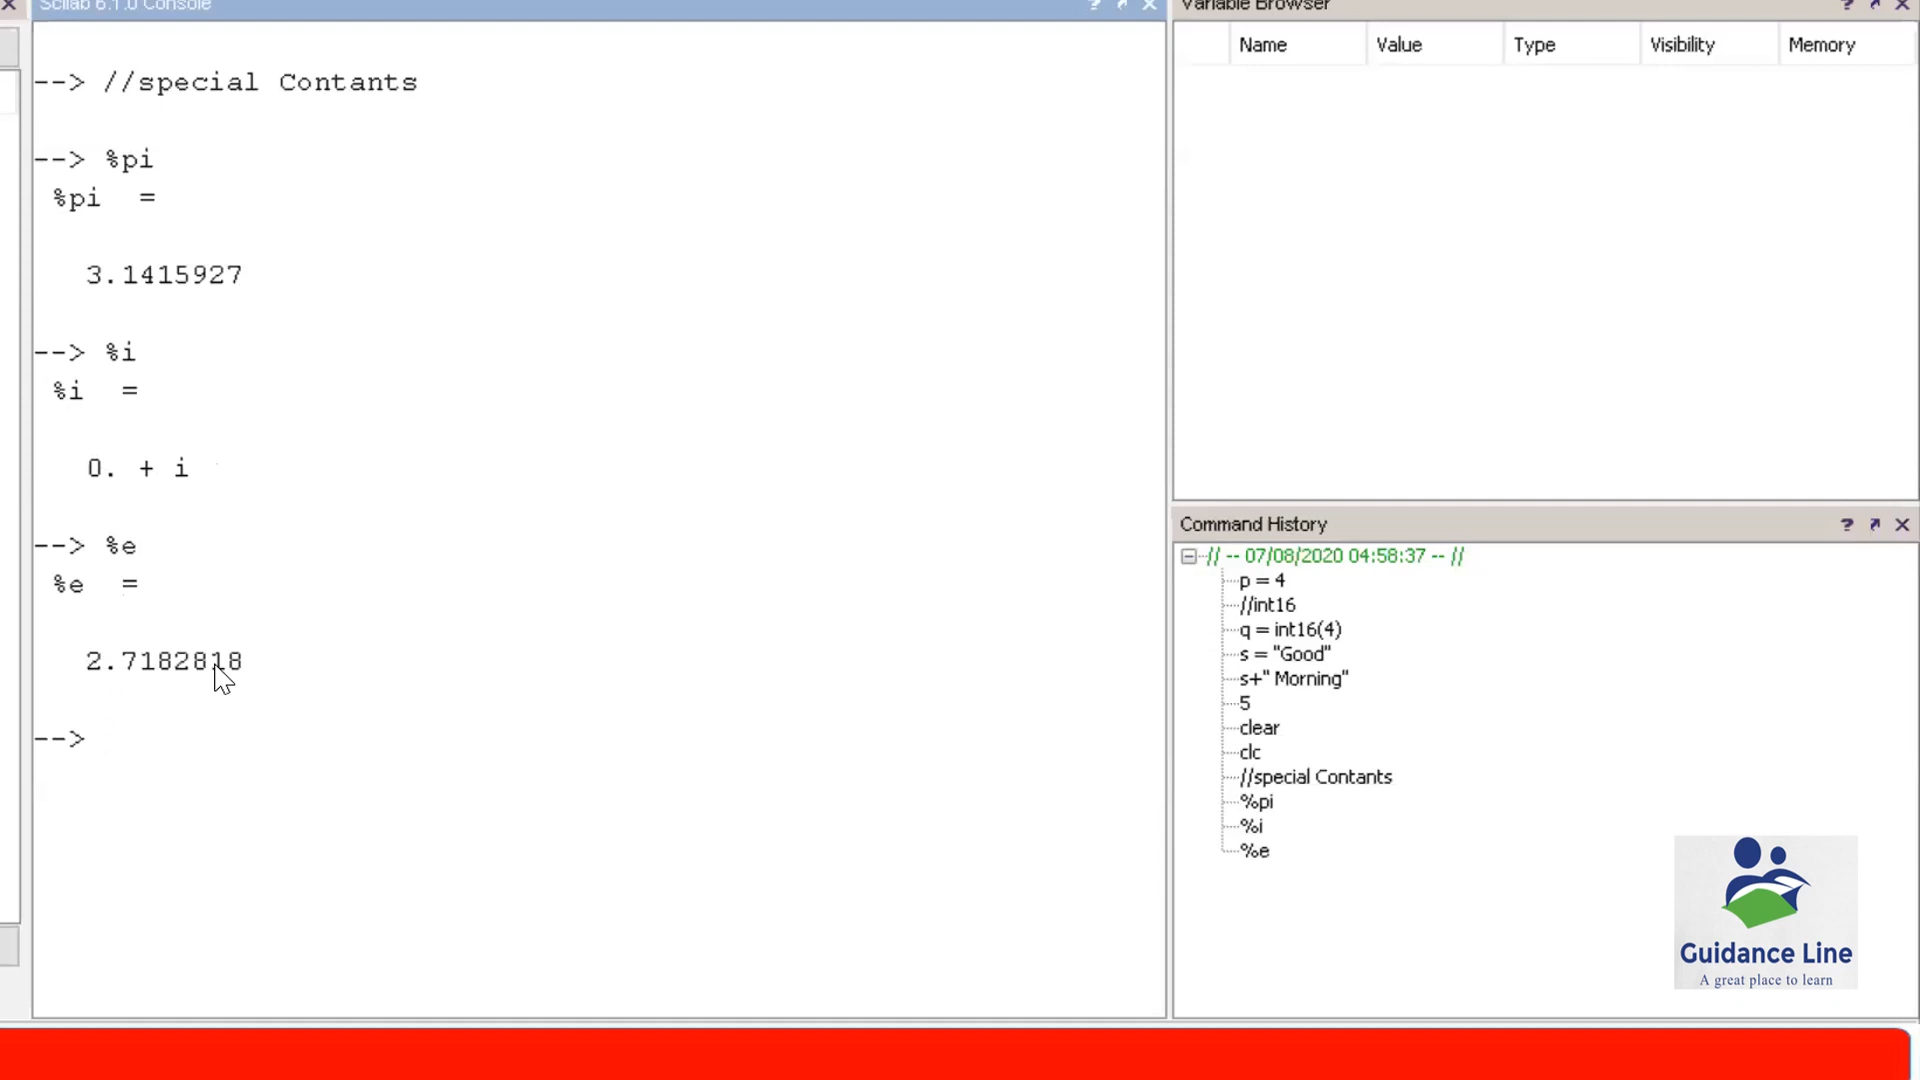 Scilab 6.1.0 Console
--> //special Contants
--> %pi
%pi =
3.1415927
--> %i
%i =
0. + i
--> %e
%e =
2.7182818
-->
Variable Browser
Name Value Type Visibility Memory
Command History
// -- 07/08/2020 04:58:37 -- //
p = 4
//int16
q = int16(4)
s = "Good"
s+" Morning"
5
clear
clc
//special Contants
%pi
%i
%e
Guidance Line
A great place to learn